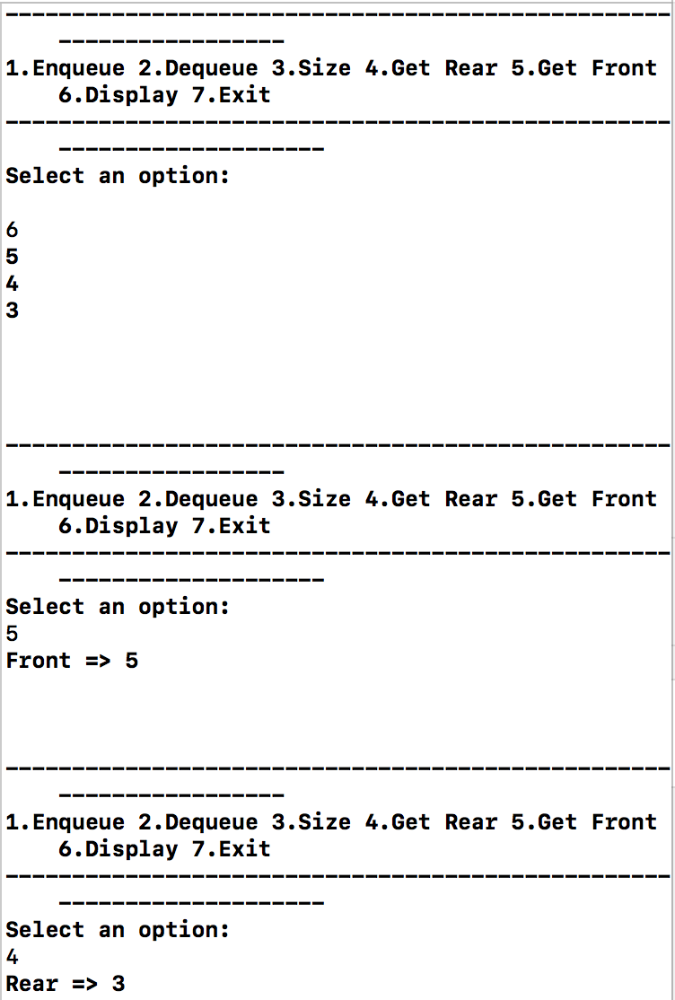 --------------------------------------------------
-----------------
1.Enqueue 2.Dequeue 3.Size 4.Get Rear 5.Get Front
6.Display 7.Exit
--------------------------------------------------
--------------------
Select an option:
6
5
4
3
--------------------------------------------------
-----------------
1.Enqueue 2.Dequeue 3.Size 4.Get Rear 5.Get Front
6.Display 7.Exit
--------------------------------------------------
--------------------
Select an option:
5
Front => 5
--------------------------------------------------
-----------------
1.Enqueue 2.Dequeue 3.Size 4.Get Rear 5.Get Front
6.Display 7.Exit
--------------------------------------------------
--------------------
Select an option:
4
Rear => 3